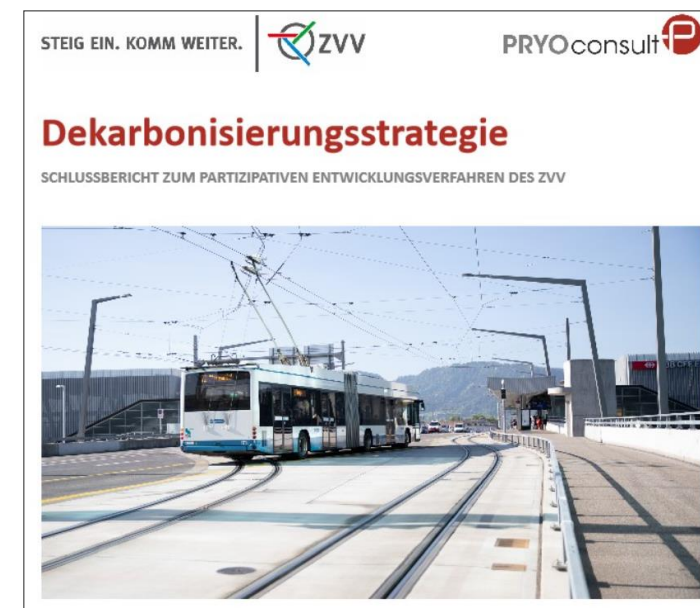 STEIG EIN. KOMM WEITER.
ZVV
PRYOconsult P
Dekarbonisierungsstrategie
SCHLUSSBERICHT ZUM PARTIZIPATIVEN ENTWICKLUNGSVERFAHREN DES ZVV